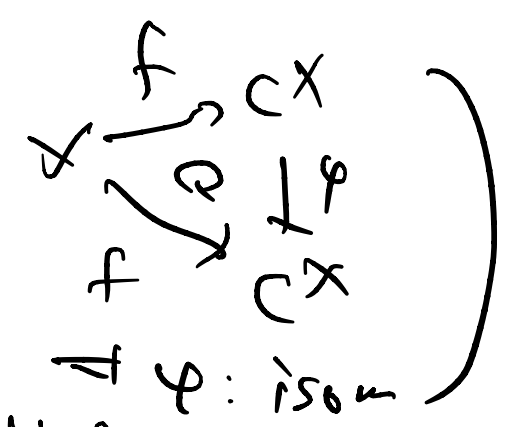 f
V C^X
φ
f C^X
⇒ φ : isom